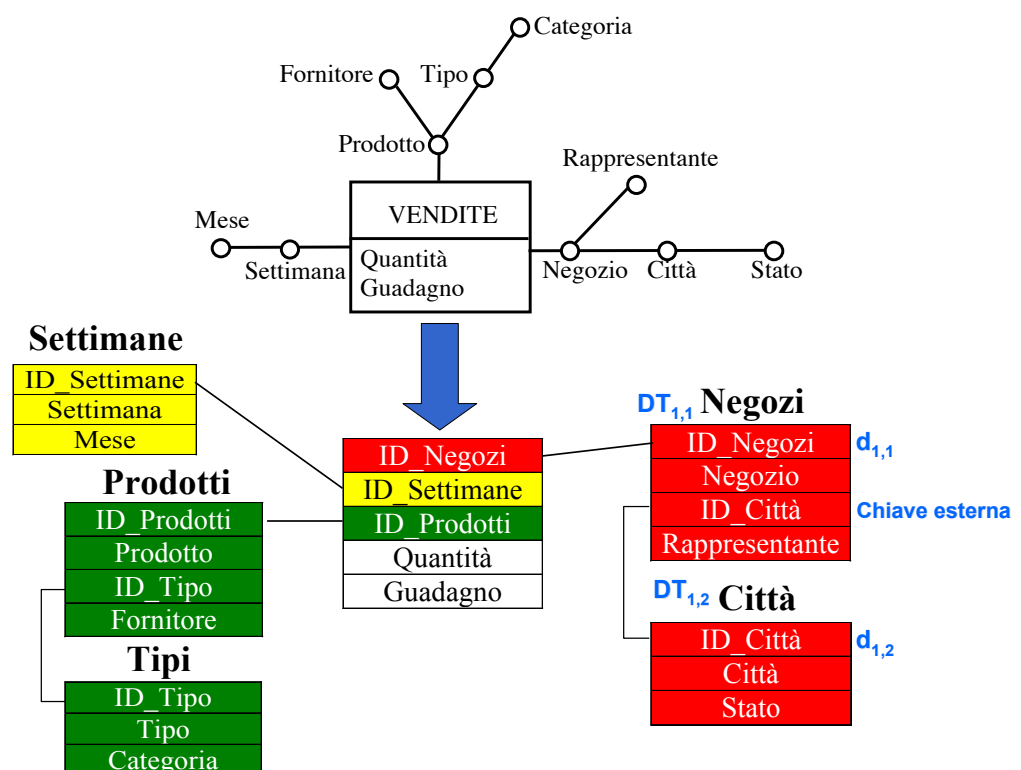 Categoria
Fornitore
Tipo
Prodotto
Rappresentante
VENDITE
Mese
Settimana
Quantità
Guadagno
Negozio
Città
Stato
Settimane
ID_Settimane
Settimana
Mese
Prodotti
ID_Prodotti
Prodotto
ID_Tipo
Fornitore
Tipi
ID_Tipo
Tipo
Categoria
ID_Negozi
ID_Settimane
ID_Prodotti
Quantità
Guadagno
DT1,1 Negozi
ID_Negozi d1,1
Negozio
ID_Città Chiave esterna
Rappresentante
DT1,2 Città
ID_Città d1,2
Città
Stato